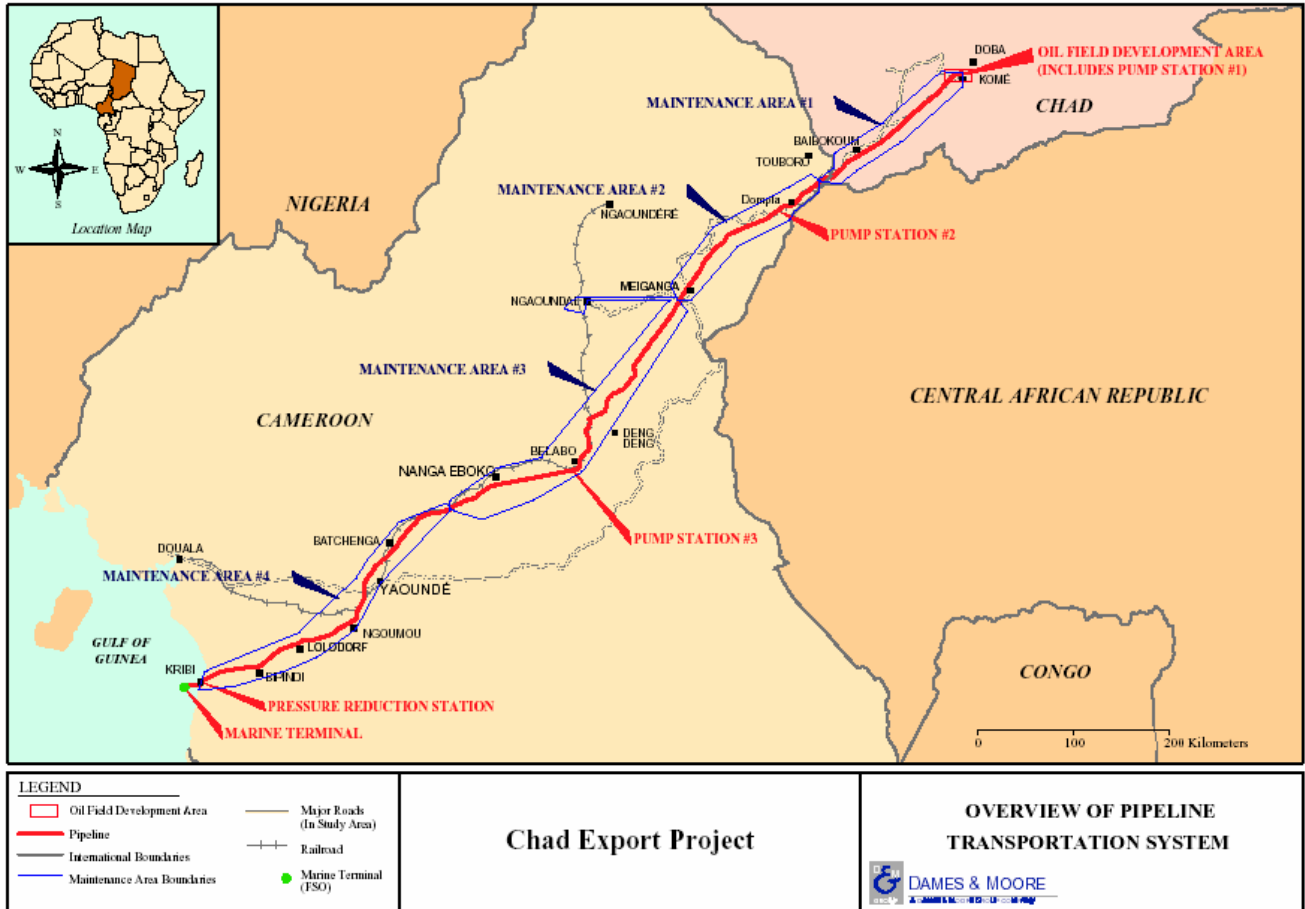 N
W
E
S
Location Map
NIGERIA
DOBA
OIL FIELD DEVELOPMENT AREA
(INCLUDES PUMP STATION #1)
KOMÉ
CHAD
MAINTENANCE AREA #1
BAIBOKOUM
TOUBORO
MAINTENANCE AREA #2
NGAOUNDÉRÉ
Dompla
PUMP STATION #2
MEIGANGA
NGAOUNDAL
MAINTENANCE AREA #3
CENTRAL AFRICAN REPUBLIC
CAMEROON
DENG
DENG
BELABO
NANGA EBOKO
PUMP STATION #3
BATCHENGA
DOUALA
MAINTENANCE AREA #4
YAOUNDÉ
NGOUMOU
GULF OF
GUINEA
LOLODORF
KRIBI
BIPINDI
CONGO
PRESSURE REDUCTION STATION
MARINE TERMINAL
0 100 200 Kilometers
LEGEND
Oil Field Development Area
Pipeline
International Boundaries
Maintenance Area Boundaries
Major Roads
(In Study Area)
Railroad
Marine Terminal
(FSO)
Chad Export Project
OVERVIEW OF PIPELINE
TRANSPORTATION SYSTEM
DAMES & MOORE